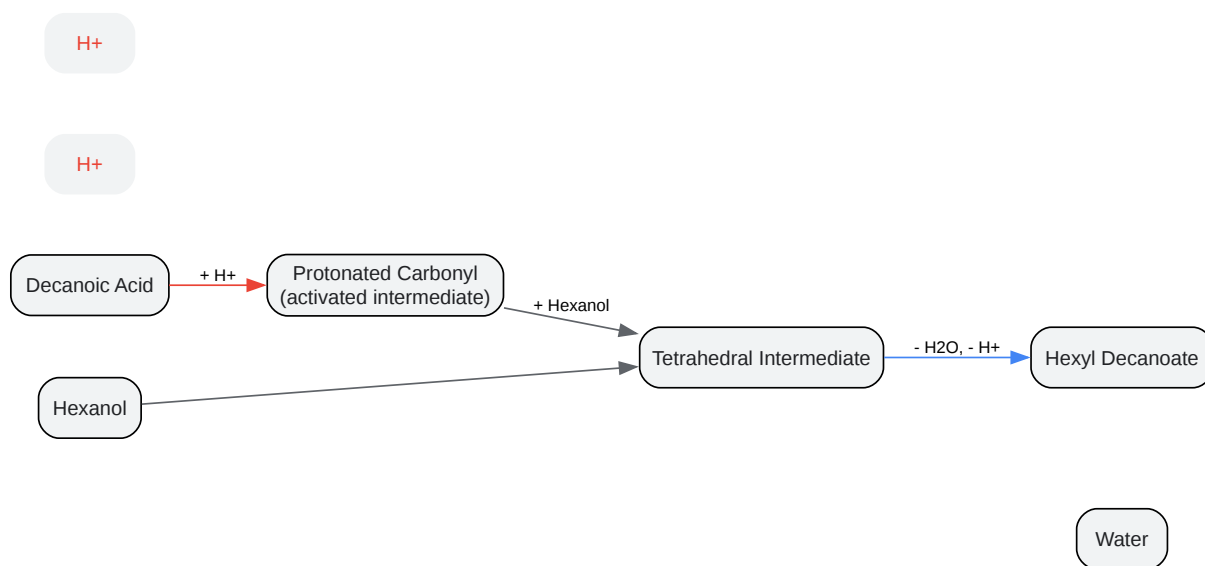 H+
H+
Decanoic Acid
+ H+
Protonated Carbonyl
(activated intermediate)
+ Hexanol
Hexanol
Tetrahedral Intermediate
- H2O, - H+
Hexyl Decanoate
Water